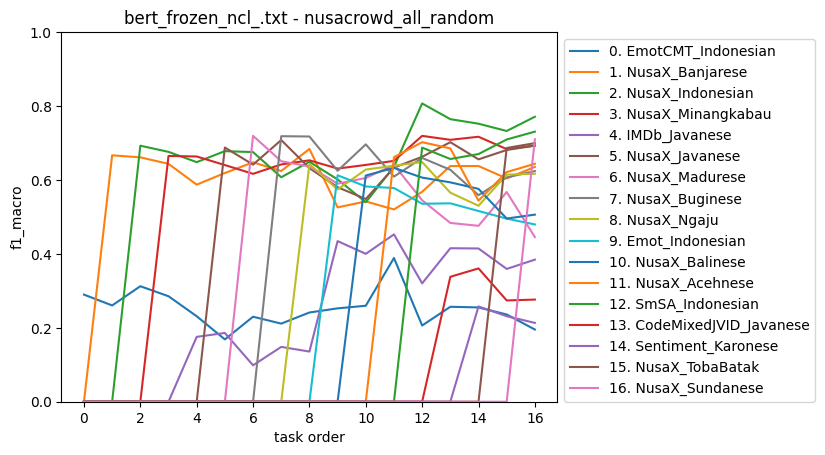 bert_frozen_ncl_.txt - nusacrowd_all_random
1.0
0.8
0.6
0.4
0.2
0.0
f1_macro
0 2 4 6 8 10 12 14 16
task order
0. EmotCMT_Indonesian
1. NusaX_Banjarese
2. NusaX_Indonesian
3. NusaX_Minangkabau
4. IMDb_Javanese
5. NusaX_Javanese
6. NusaX_Madurese
7. NusaX_Buginese
8. NusaX_Ngaju
9. Emot_Indonesian
10. NusaX_Balinese
11. NusaX_Acehnese
12. SmSA_Indonesian
13. CodeMixedJVID_Javanese
14. Sentiment_Karonese
15. NusaX_TobaBatak
16. NusaX_Sundanese